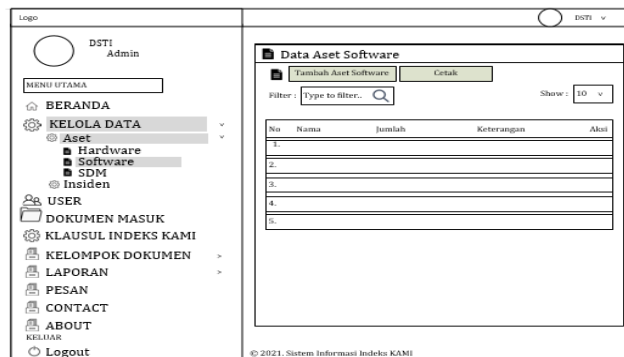 Logo
DSTI
DSTI
Admin
MENU UTAMA
BERANDA
KELOLA DATA
Aset
Hardware
Software
SDM
Insiden
USER
DOKUMEN MASUK
KLAUSUL INDEKS KAMI
KELOMPOK DOKUMEN
LAPORAN
PESAN
CONTACT
ABOUT
KELUAR
Logout
Data Aset Software
Tambah Aset Software Cetak
Filter : Type to filter.. Show : 10
No Nama Jumlah Keterangan Aksi
1.
2.
3.
4.
5.
© 2021. Sistem Informasi Indeks KAMI